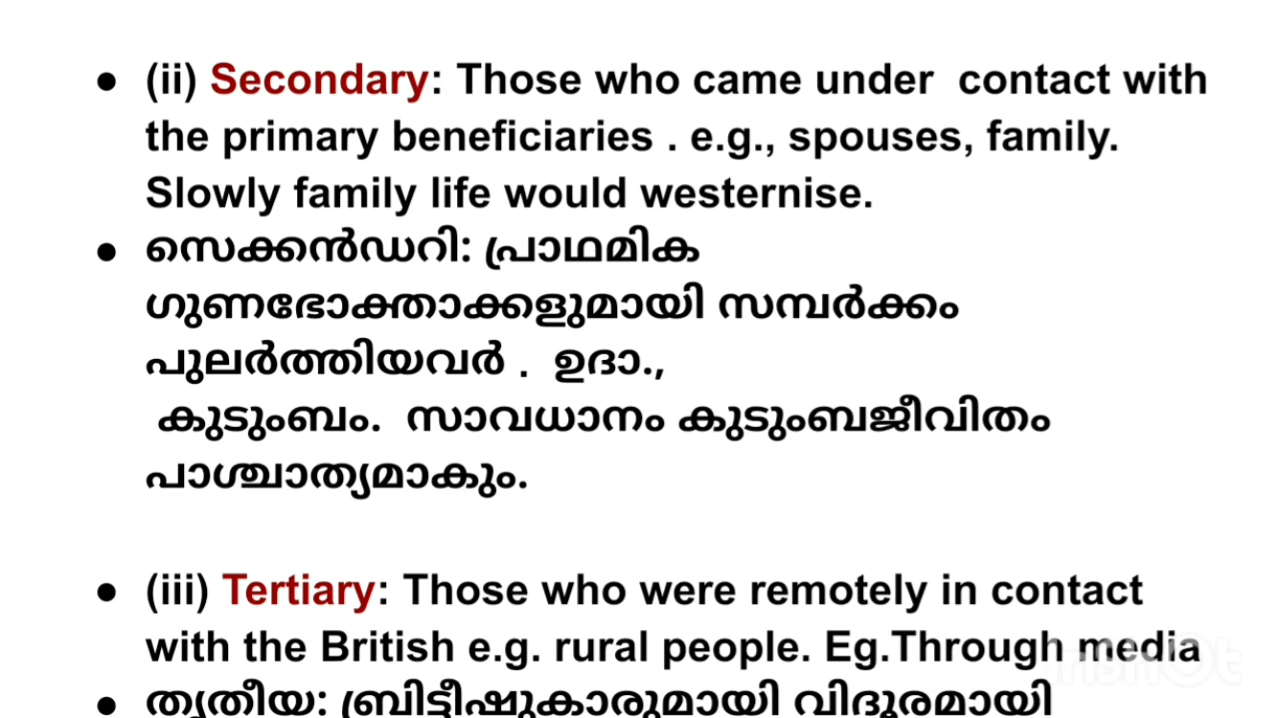 ● (ii) Secondary: Those who came under contact with
the primary beneficiaries . e.g., spouses, family.
Slowly family life would westernise.
● സെക്കൻഡറി: പ്രാഥമിക
ഗുണഭോക്താക്കളുമായി സമ്പർക്കം
പുലർത്തിയവർ . ഉദാ.,
കുടുംബം. സാവധാനം കുടുംബജീവിതം
പാശ്ചാത്യമാകും.
● (iii) Tertiary: Those who were remotely in contact
with the British e.g. rural people. Eg.Through media
● തൃതീയ: ബ്രിട്ടീഷുകാരുമായി വിദൂരമായി